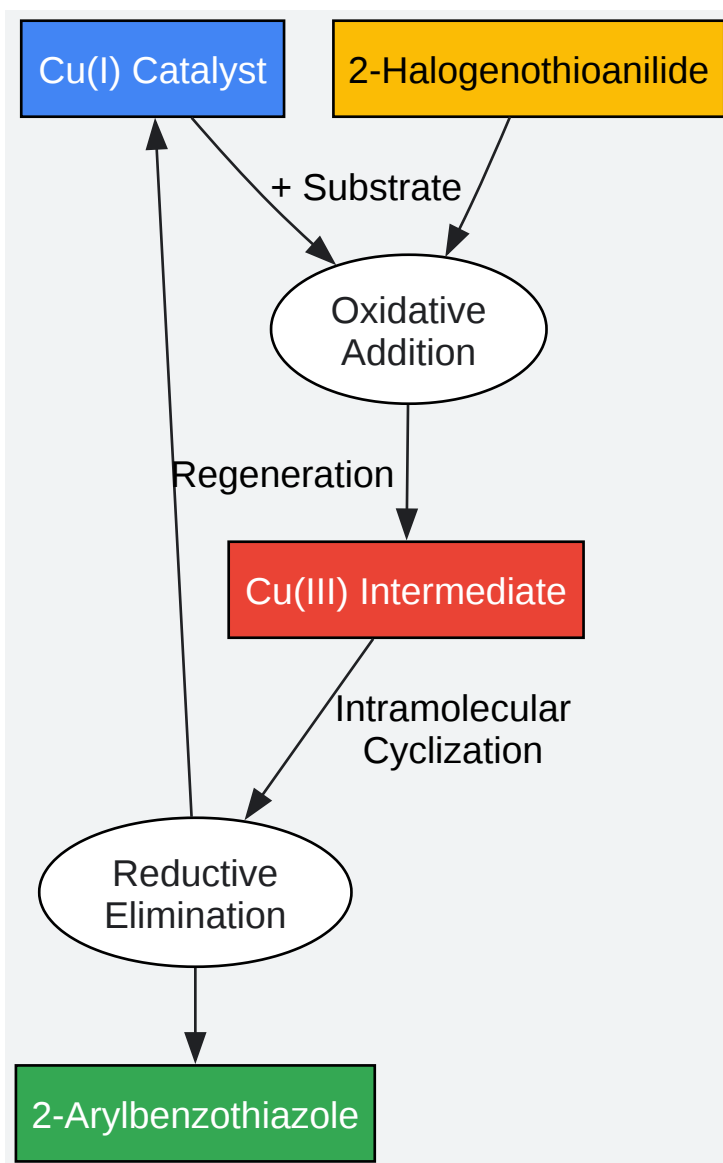 Cu(I) Catalyst
2-Halogenothioanilide
+ Substrate
Oxidative
Addition
Regeneration
Cu(III) Intermediate
Intramolecular
Cyclization
Reductive
Elimination
2-Arylbenzothiazole